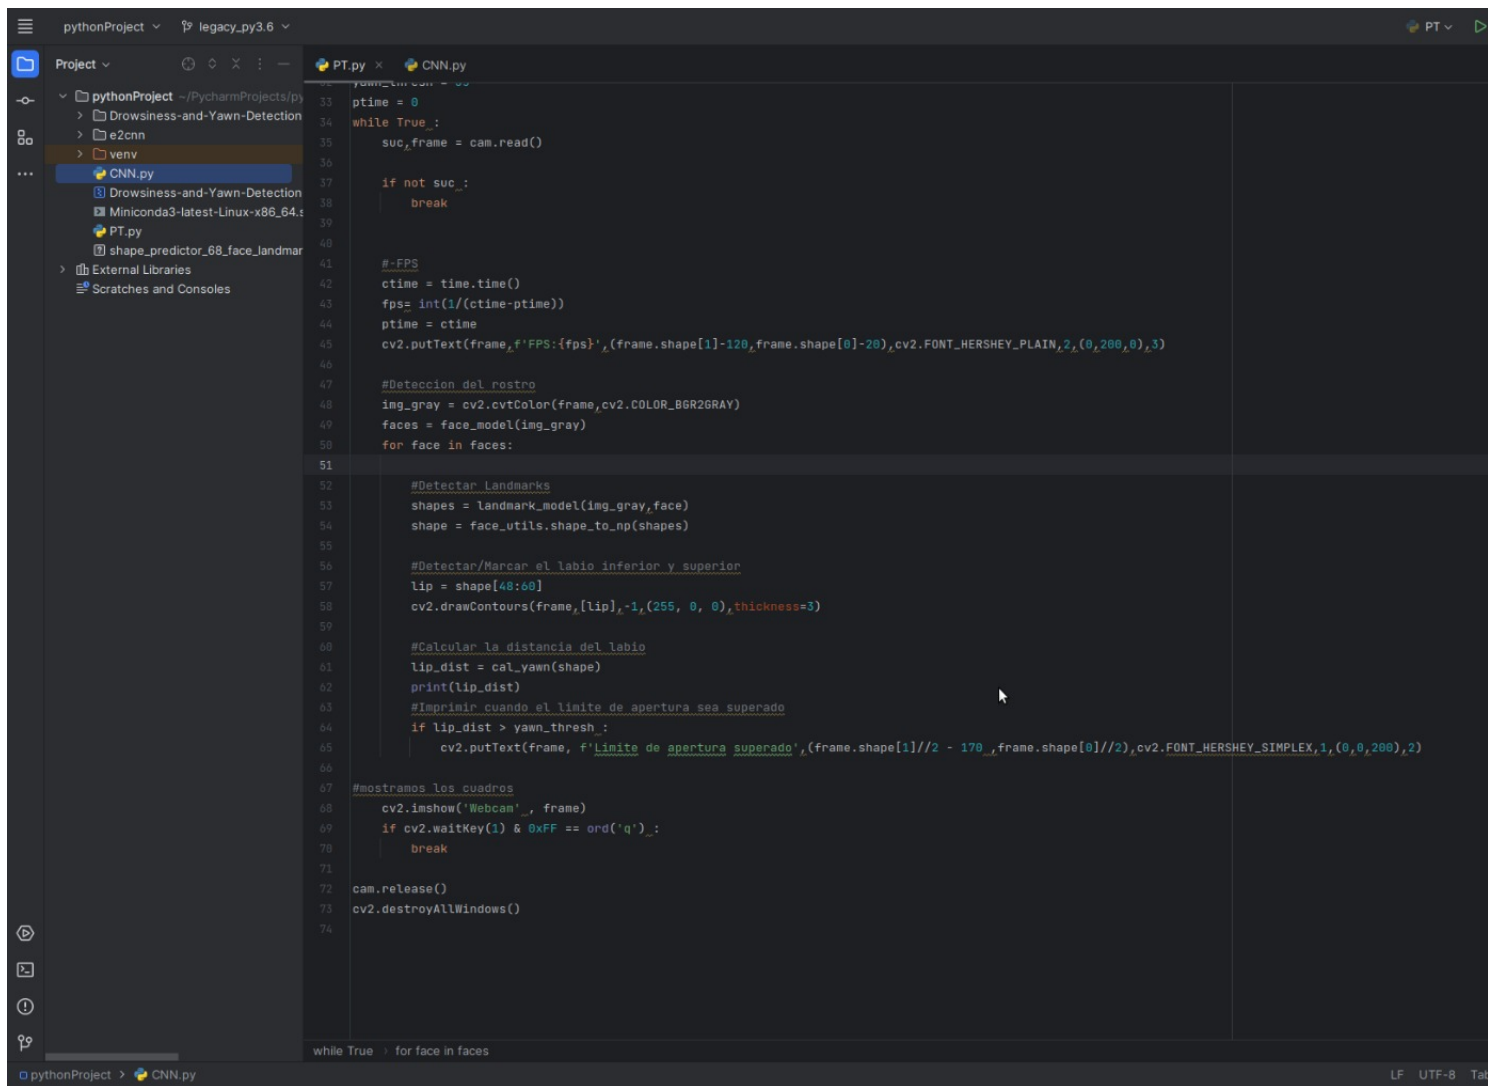 pythonProject
legacy_py3.6
PT
Project
PT.py
CNN.py
pythonProject ~/PycharmProjects/py
Drowsiness-and-Yawn-Detection
e2cnn
venv
CNN.py
Drowsiness-and-Yawn-Detection
Miniconda3-latest-Linux-x86_64.s
PT.py
shape_predictor_68_face_landmar
External Libraries
Scratches and Consoles
33 ptime = 0
34 while True :
35 suc,frame = cam.read()
36
37 if not suc :
38 break
39
40
41 #-FPS
42 ctime = time.time()
43 fps= int(1/(ctime-ptime))
44 ptime = ctime
45 cv2.putText(frame,f'FPS:{fps}',(frame.shape[1]-120,frame.shape[0]-20),cv2.FONT_HERSHEY_PLAIN,2,(0,200,0),3)
46
47 #Deteccion del rostro
48 img_gray = cv2.cvtColor(frame,cv2.COLOR_BGR2GRAY)
49 faces = face_model(img_gray)
50 for face in faces:
51
52 #Detectar Landmarks
53 shapes = landmark_model(img_gray,face)
54 shape = face_utils.shape_to_np(shapes)
55
56 #Detectar/Marcar el labio inferior y superior
57 lip = shape[48:60]
58 cv2.drawContours(frame,[lip],-1,(255, 0, 0),thickness=3)
59
60 #Calcular la distancia del labio
61 lip_dist = cal_yawn(shape)
62 print(lip_dist)
63 #Imprimir cuando el limite de apertura sea superado
64 if lip_dist > yawn_thresh :
65 cv2.putText(frame, f'Limite de apertura superado',(frame.shape[1]//2 - 170 ,frame.shape[0]//2),cv2.FONT_HERSHEY_SIMPLEX,1,(0,0,200),2)
66
67 #mostramos los cuadros
68 cv2.imshow('Webcam' , frame)
69 if cv2.waitKey(1) & 0xFF == ord('q') :
70 break
71
72 cam.release()
73 cv2.destroyAllWindows()
74
while True › for face in faces
pythonProject > CNN.py
LF UTF-8